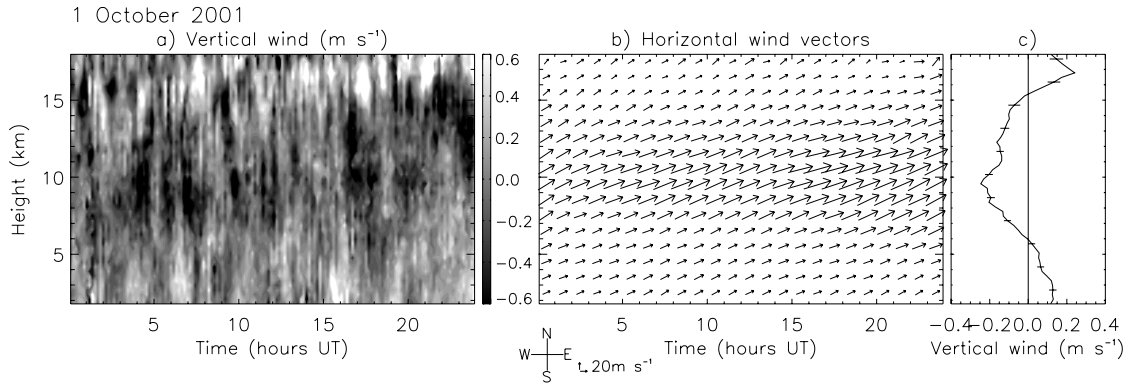 1 October 2001
a) Vertical wind (m s⁻¹)
b) Horizontal wind vectors
c)
Height (km)
15
10
5
5 10 15 20
Time (hours UT)
0.6
0.4
0.2
0.0
−0.2
−0.4
−0.6
5 10 15 20
Time (hours UT)
N
W E
S
20m s⁻¹
−0.4−0.20.0 0.2 0.4
Vertical wind (m s⁻¹)